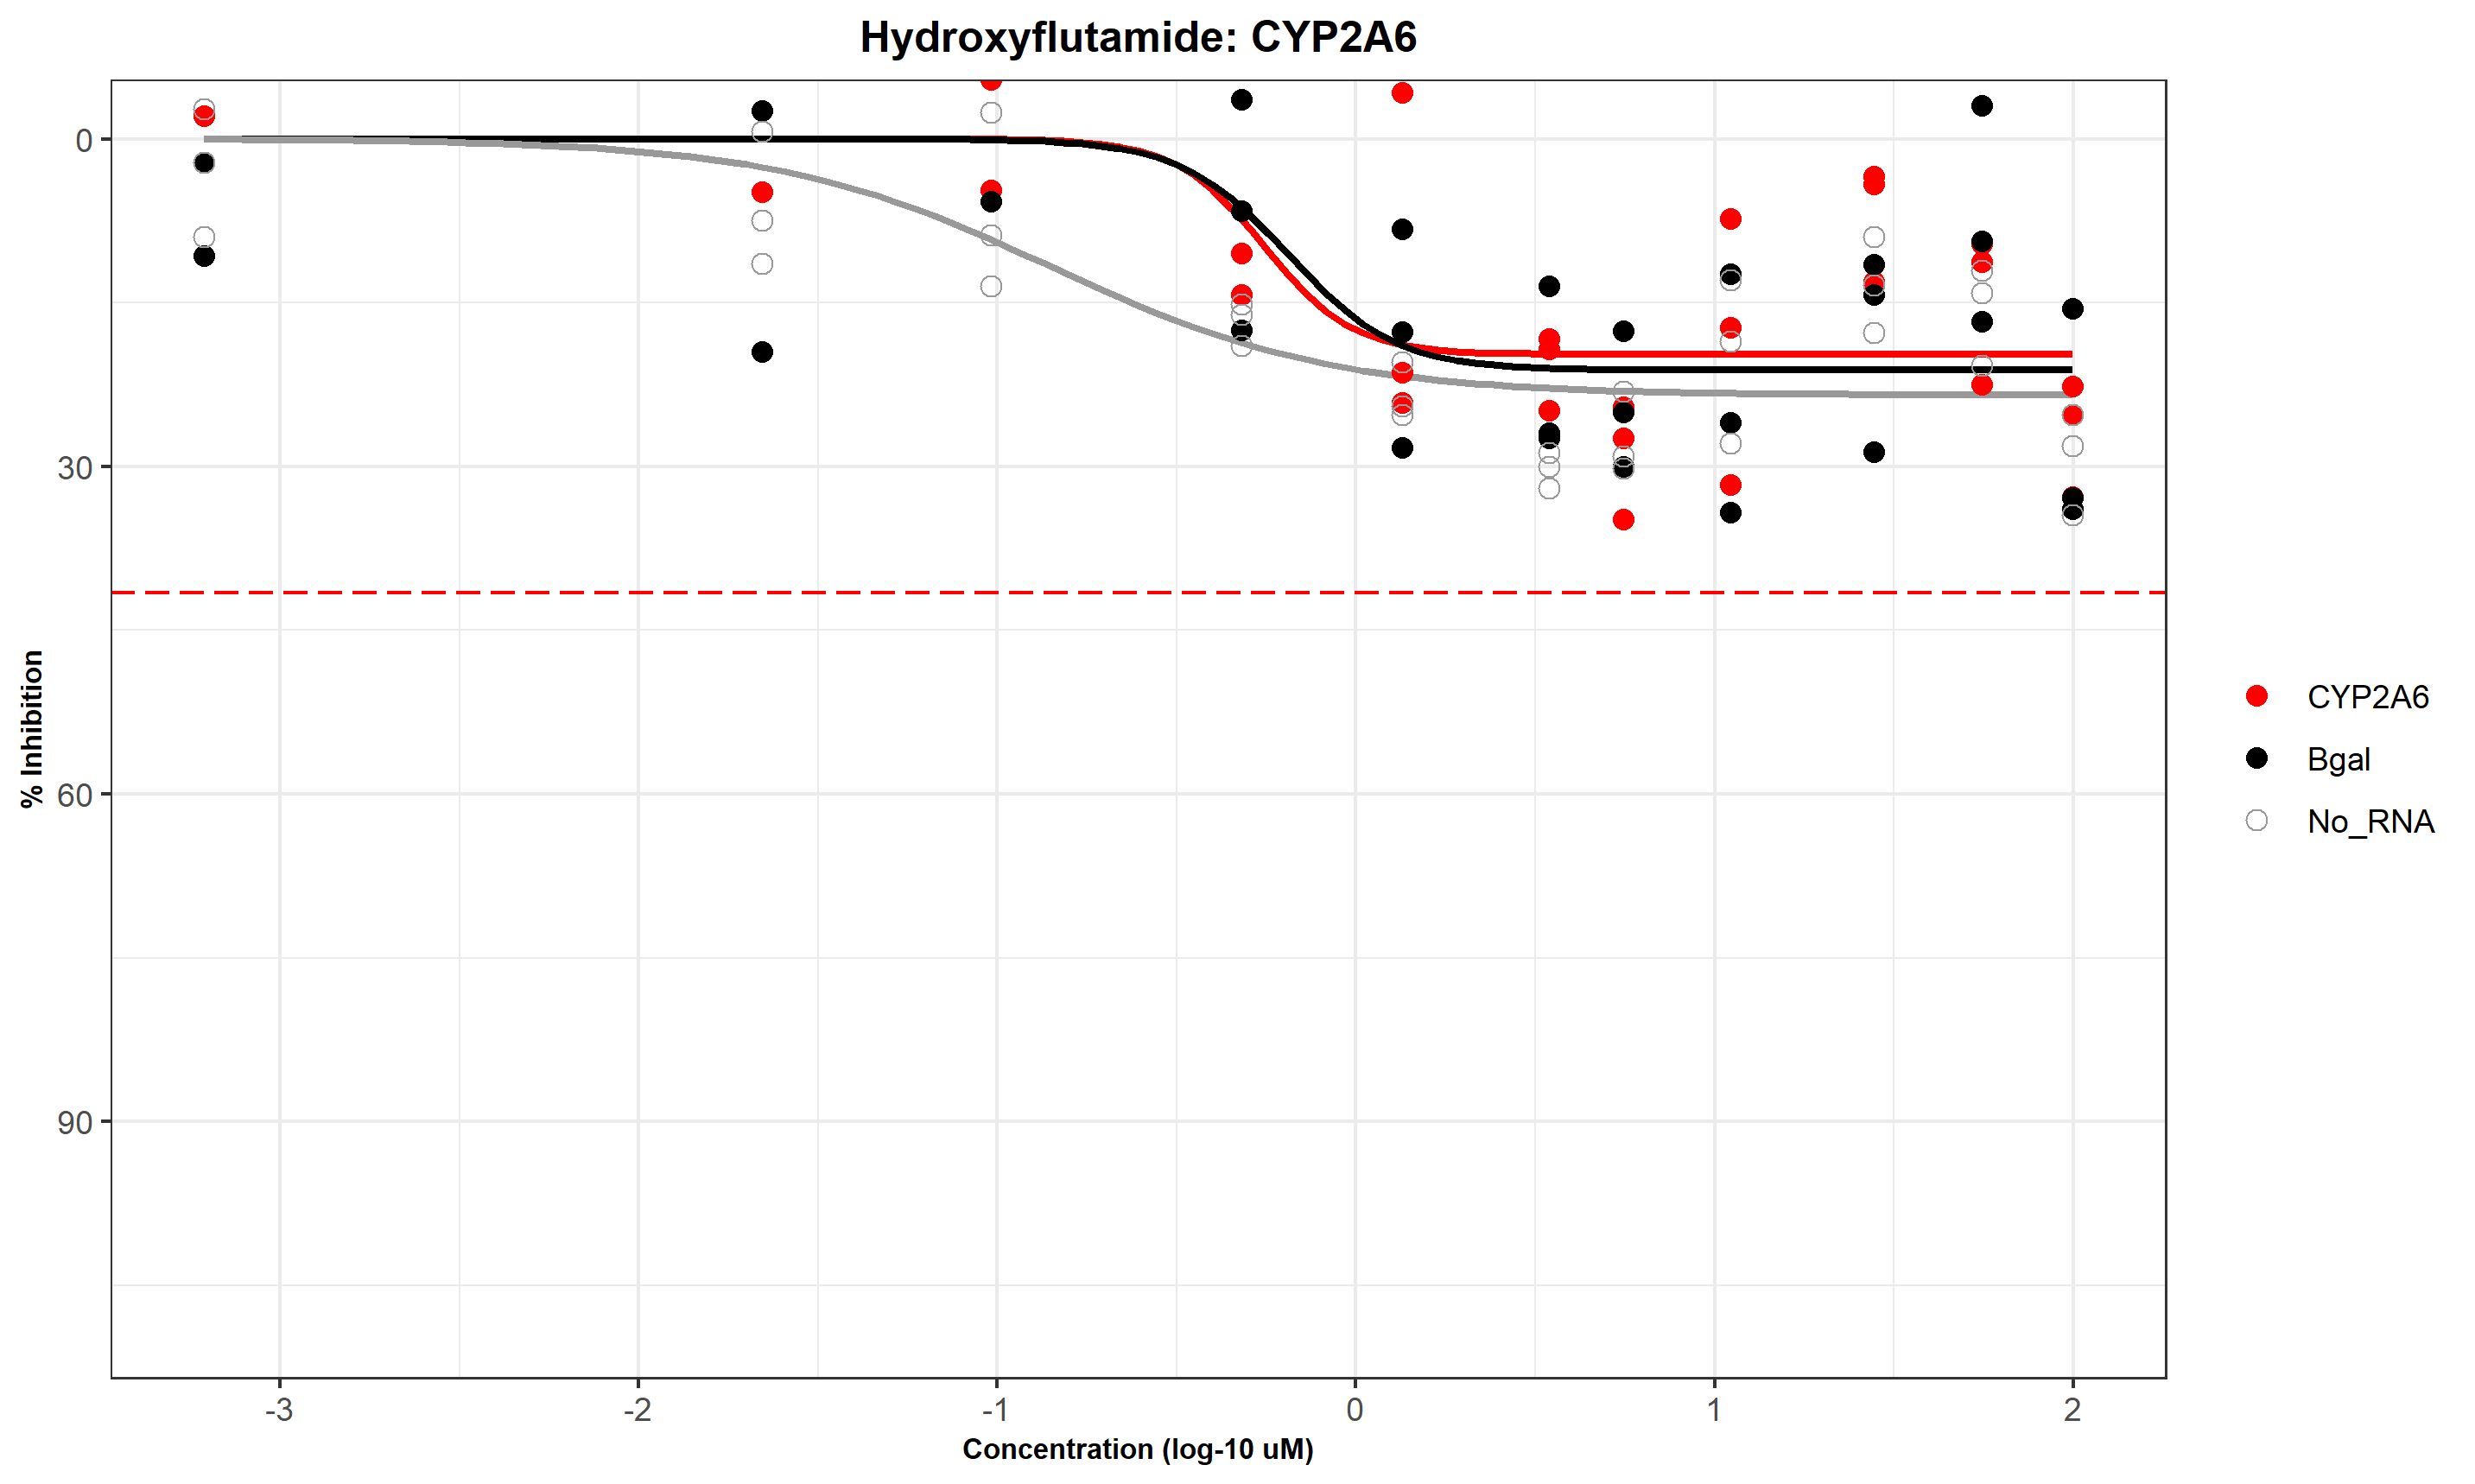 Hydroxyflutamide: CYP2A6
0
30
60
90
% Inhibition
-3
-2
-1
0
1
2
Concentration (log-10 uM)
CYP2A6
Bgal
No_RNA